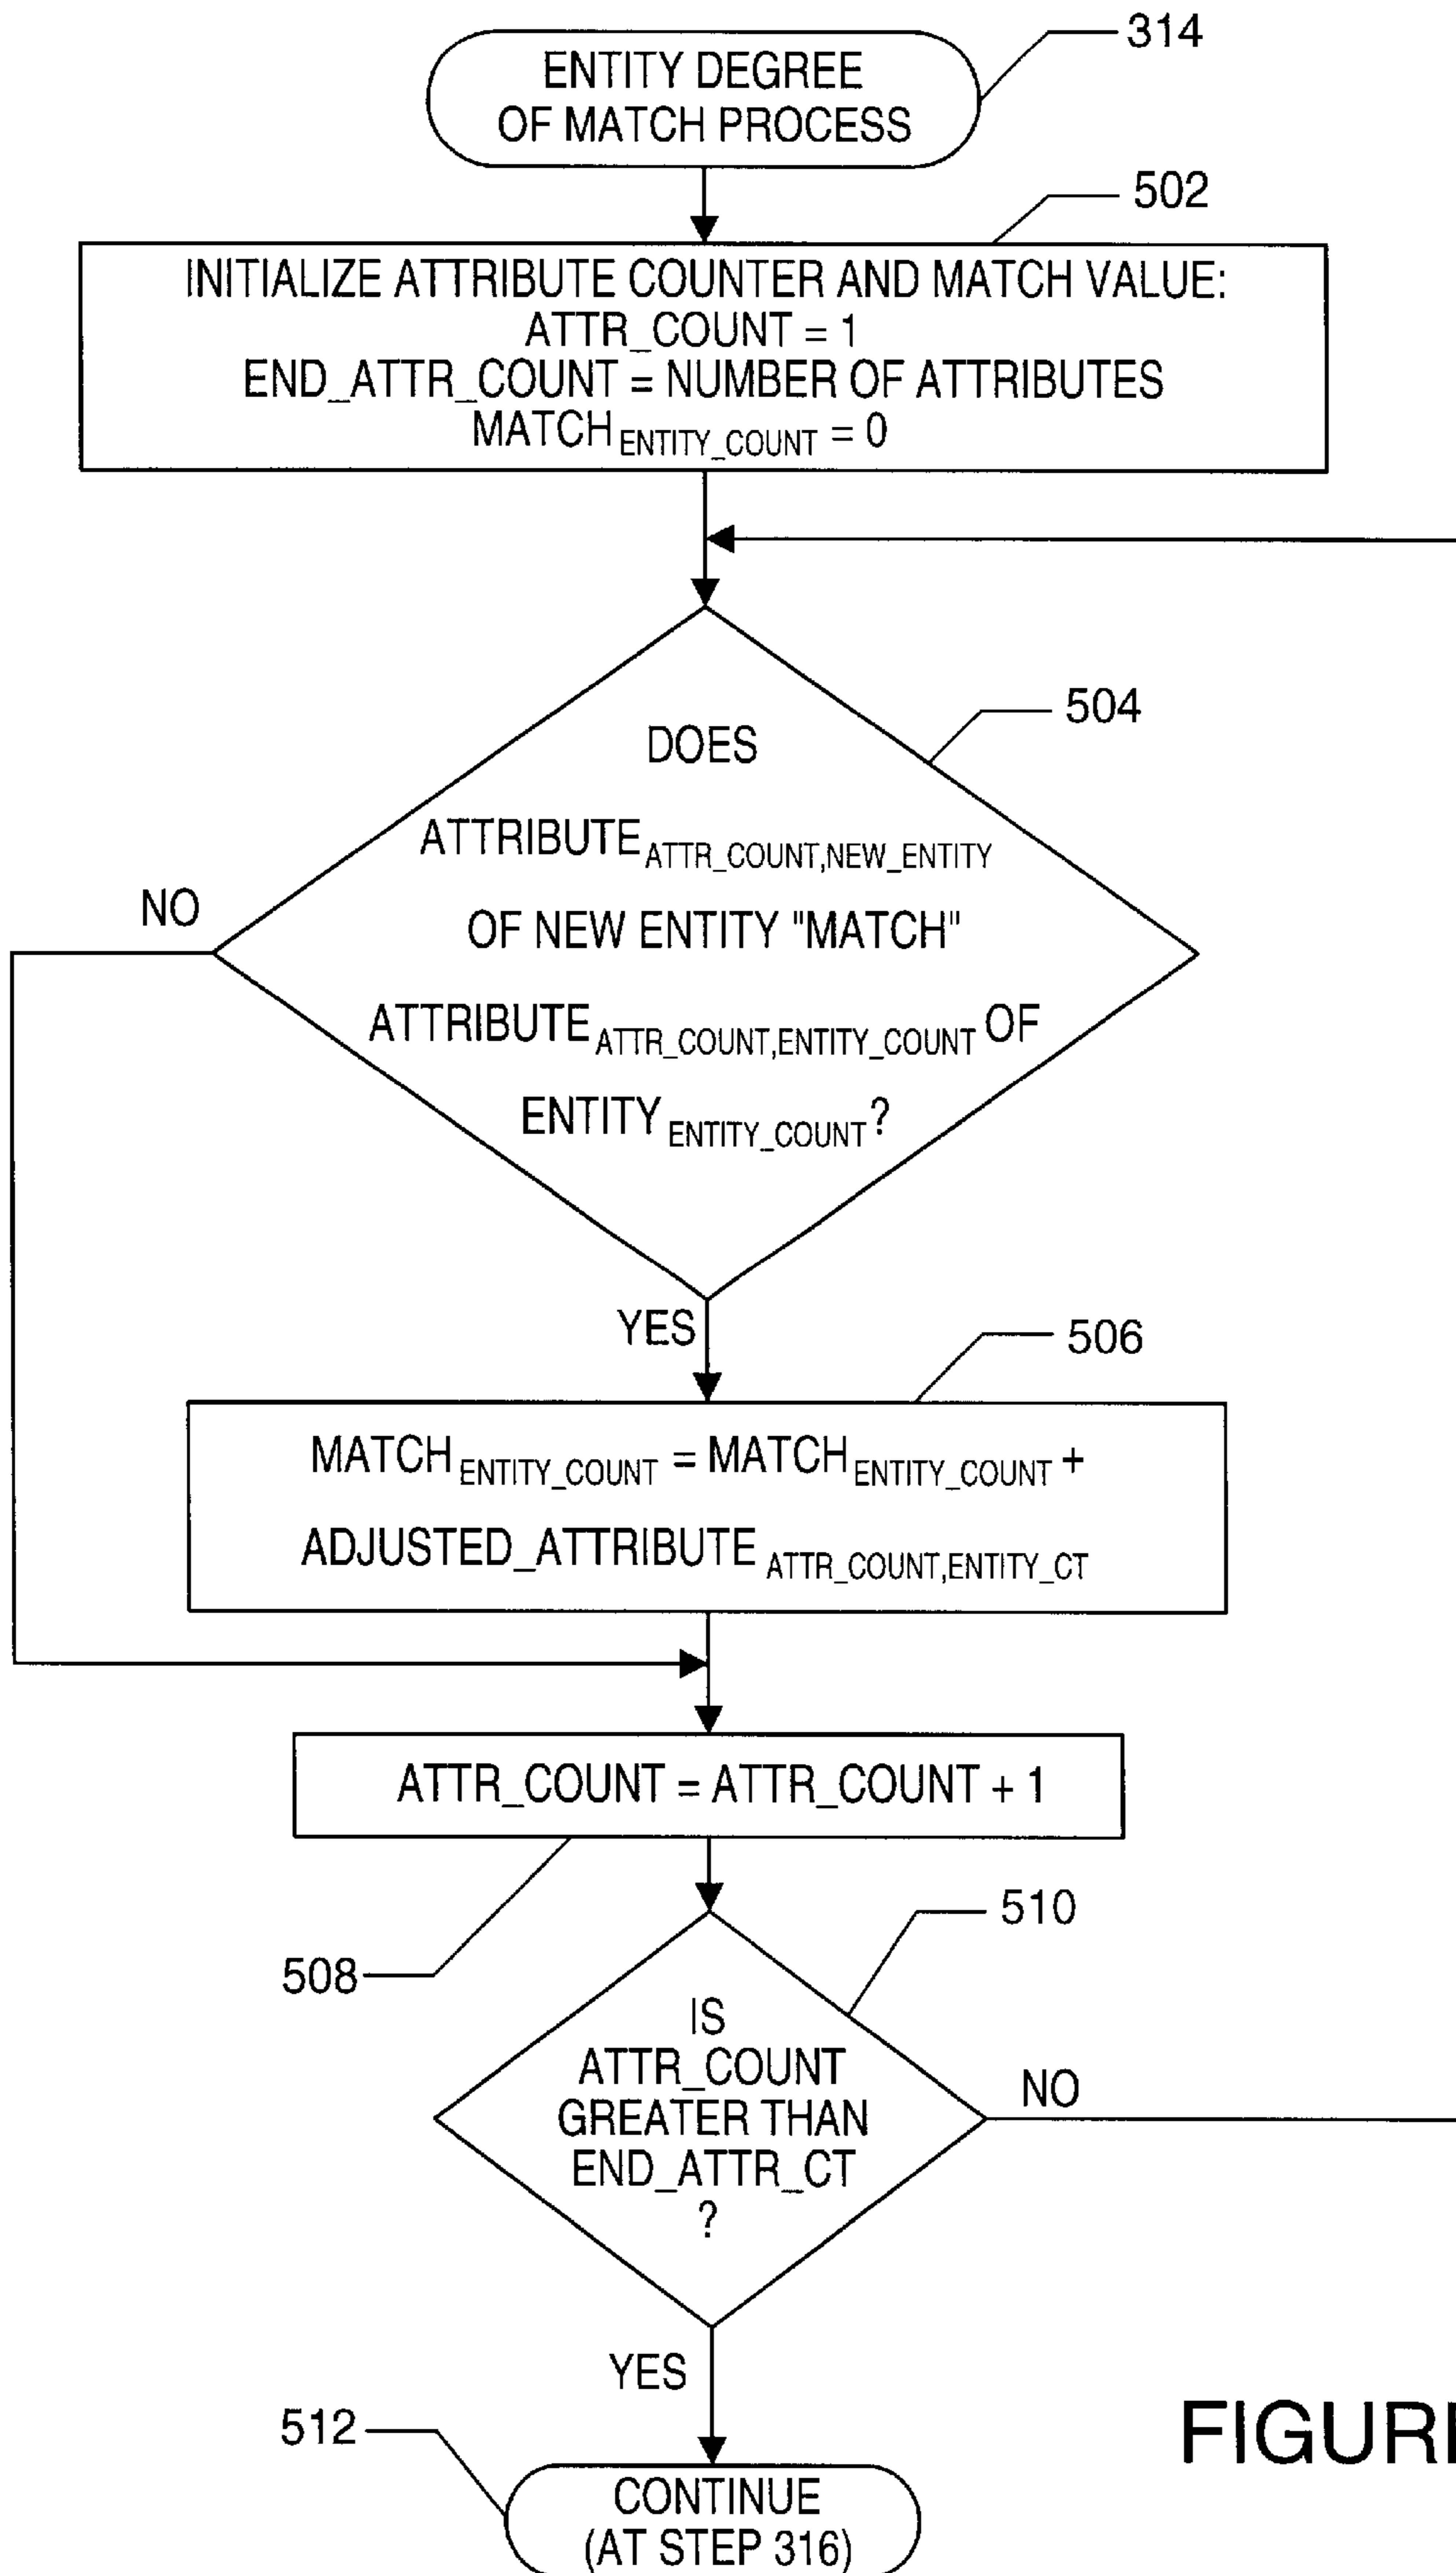 314
ENTITY DEGREE
OF MATCH PROCESS
502
INITIALIZE ATTRIBUTE COUNTER AND MATCH VALUE:
ATTR_COUNT = 1
END_ATTR_COUNT = NUMBER OF ATTRIBUTES
MATCH ENTITY_COUNT = 0
504
DOES
ATTRIBUTE ATTR_COUNT,NEW_ENTITY
NO
OF NEW ENTITY "MATCH"
ATTRIBUTE ATTR_COUNT,ENTITY_COUNT OF
ENTITY ENTITY_COUNT ?
YES
506
MATCH ENTITY_COUNT = MATCH ENTITY_COUNT +
ADJUSTED_ATTRIBUTE ATTR_COUNT,ENTITY_CT
ATTR_COUNT = ATTR_COUNT + 1
508
510
IS
ATTR_COUNT
GREATER THAN
END_ATTR_CT
?
NO
YES
512
CONTINUE
(AT STEP 316)
FIGURE